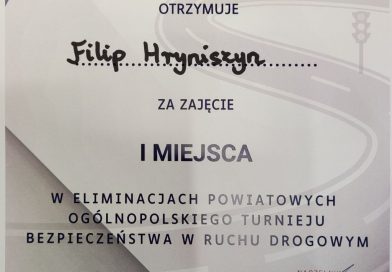 OTRZYMUJE
Filip Hryniszyn
ZA ZAJĘCIE
I MIEJSCA
W ELIMINACJACH POWIATOWYCH
OGÓLNOPOLSKIEGO TURNIEJU
BEZPIECZEŃSTWA W RUCHU DROGOWYM